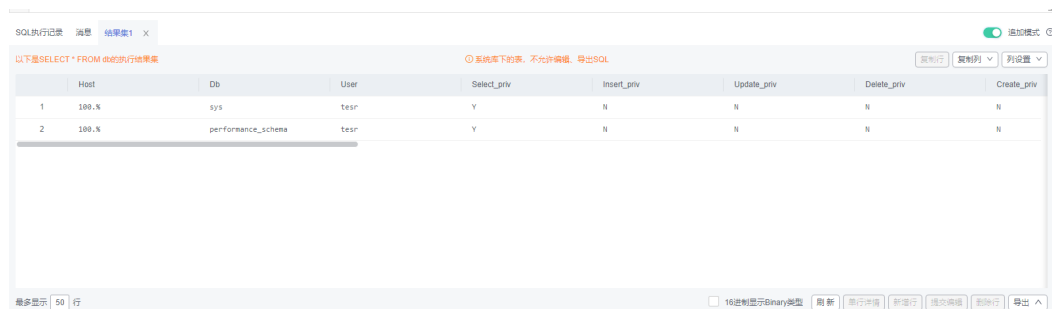 SQL执行记录 消息 结果集1 X 追加模式
以下是SELECT * FROM db的执行结果集 系统库下的表，不允许编辑，导出SQL 复制行 复制列 列设置
Host Db User Select_priv Insert_priv Update_priv Delete_priv Create_priv
1 100.% sys tesr Y N N N N
2 100.% performance_schema tesr Y N N N N
最多显示 50 行 16进制显示Binary类型 刷新 单行详情 新增行 提交编辑 删除行 导出